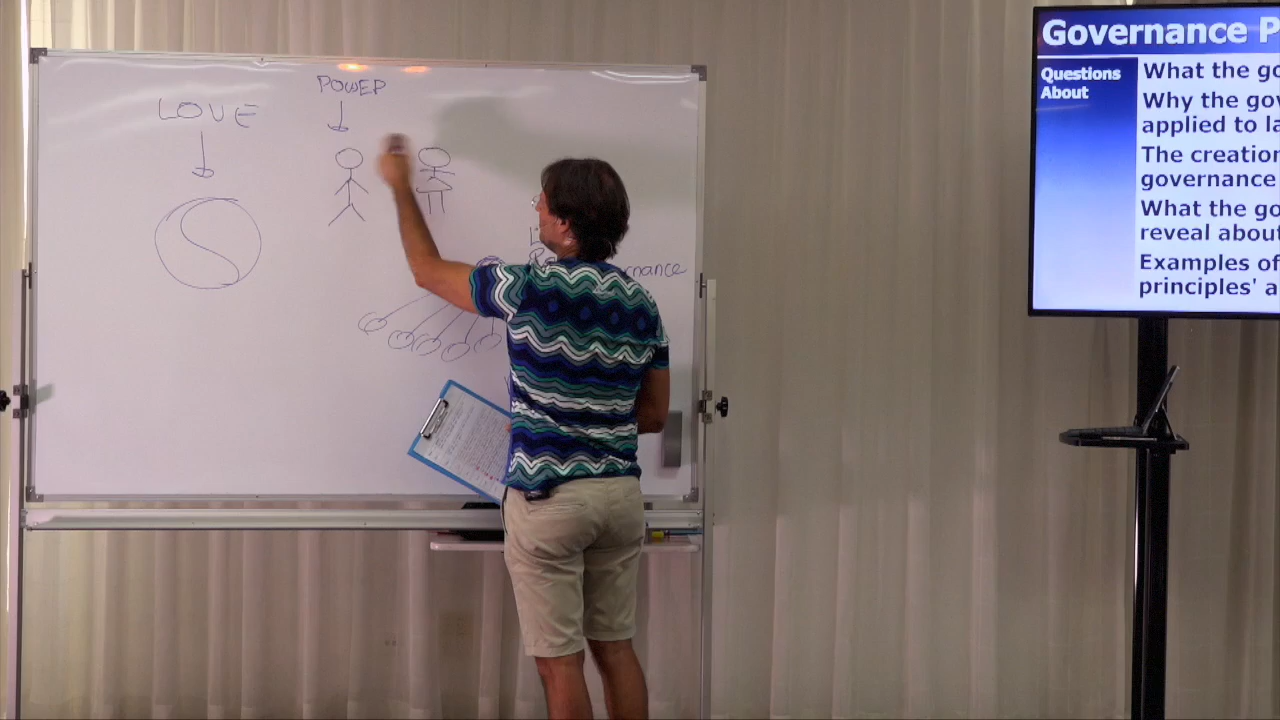 POWER
LOVE
rnance
Governance P
Questions
About
What the go
Why the gov
applied to la
The creation
governance
What the go
reveal about
Examples of
principles' a